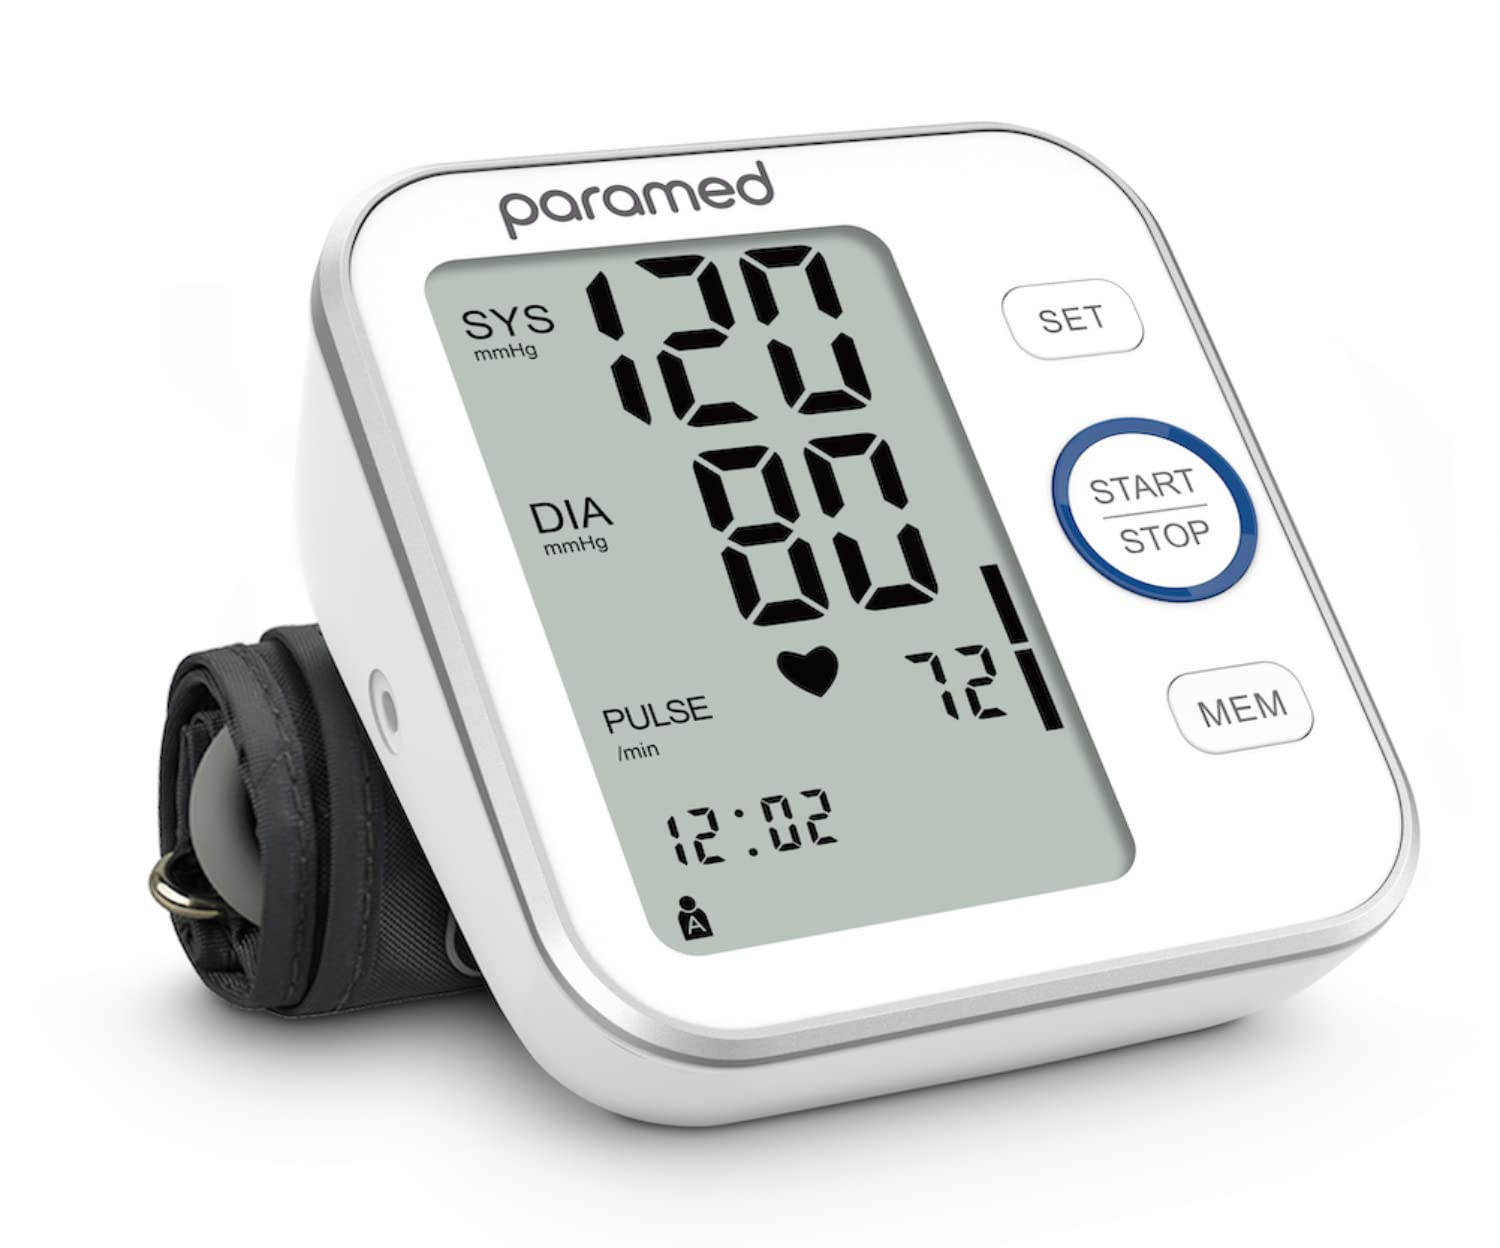 paramed
SYS
mmHg
120
DIA
mmHg
80
PULSE
/min
72
12:02
A
SET
START
STOP
MEM